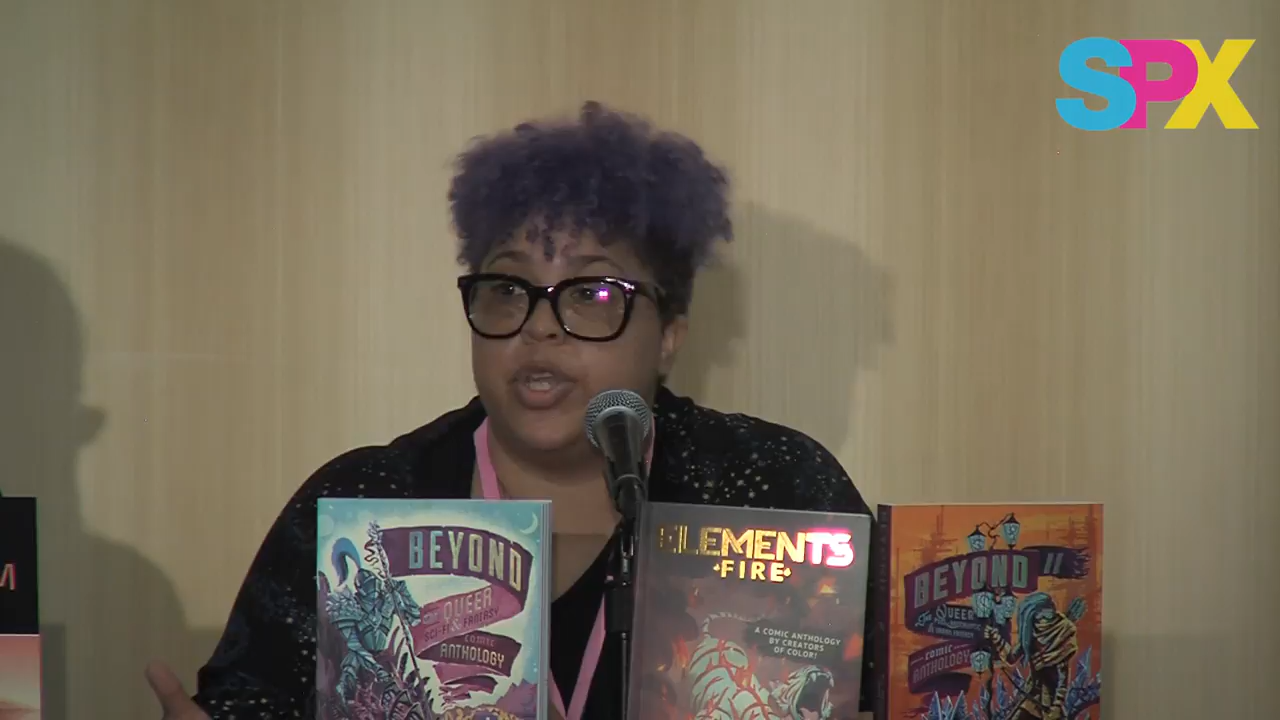 SPX
BEYOND
QUEER
SCI-FI & FANTASY
comic
ANTHOLOGY
ELEMENTS
FIRE
A COMIC ANTHOLOGY
BY CREATORS
OF COLOR!
BEYOND II
The QUEER
comic
ANTHOLOGY